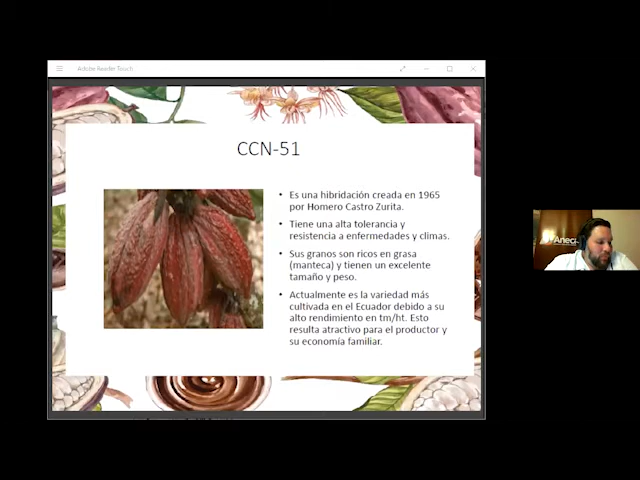 Adobe Reader Touch
CCN-51
• Es una hibridación creada en 1965
por Homero Castro Zurita.
• Tiene una alta tolerancia y
resistencia a enfermedades y climas.
• Sus granos son ricos en grasa
(manteca) y tienen un excelente
tamaño y peso.
• Actualmente es la variedad más
cultivada en el Ecuador debido a su
alto rendimiento en tm/ht. Esto
resulta atractivo para el productor y
su economía familiar.